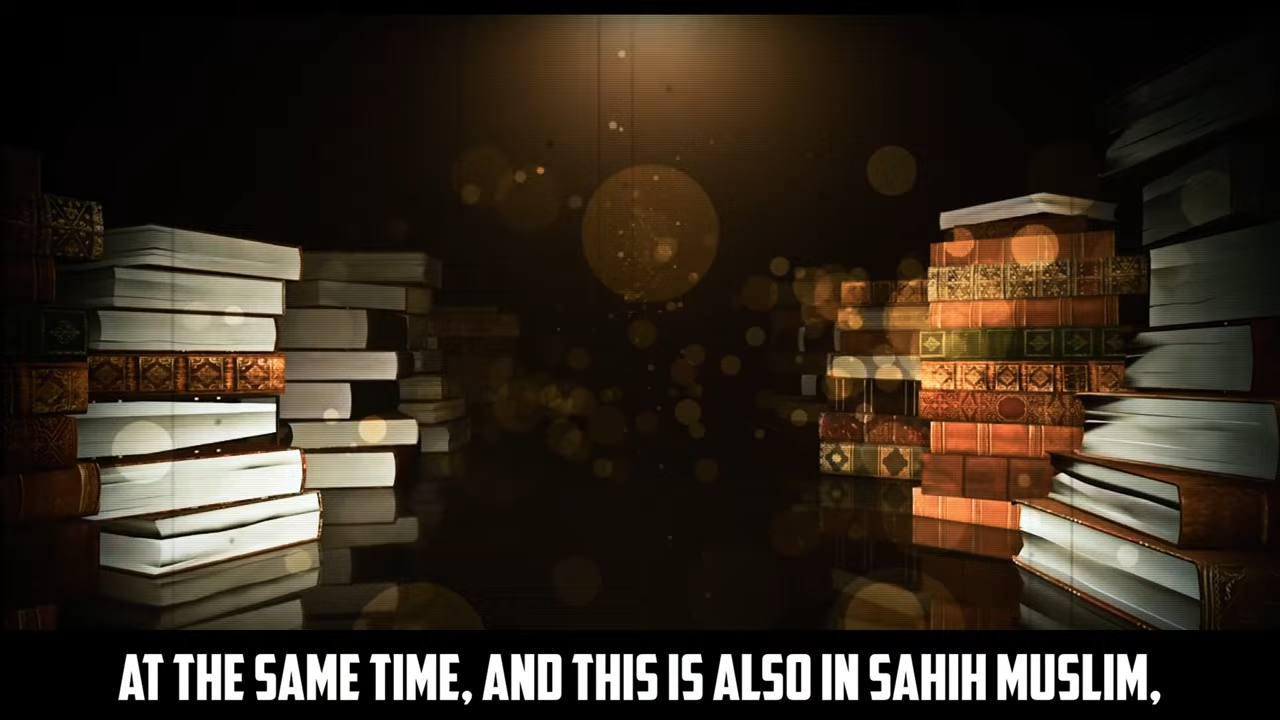 AT THE SAME TIME, AND THIS IS ALSO IN SAHIH MUSLIM,